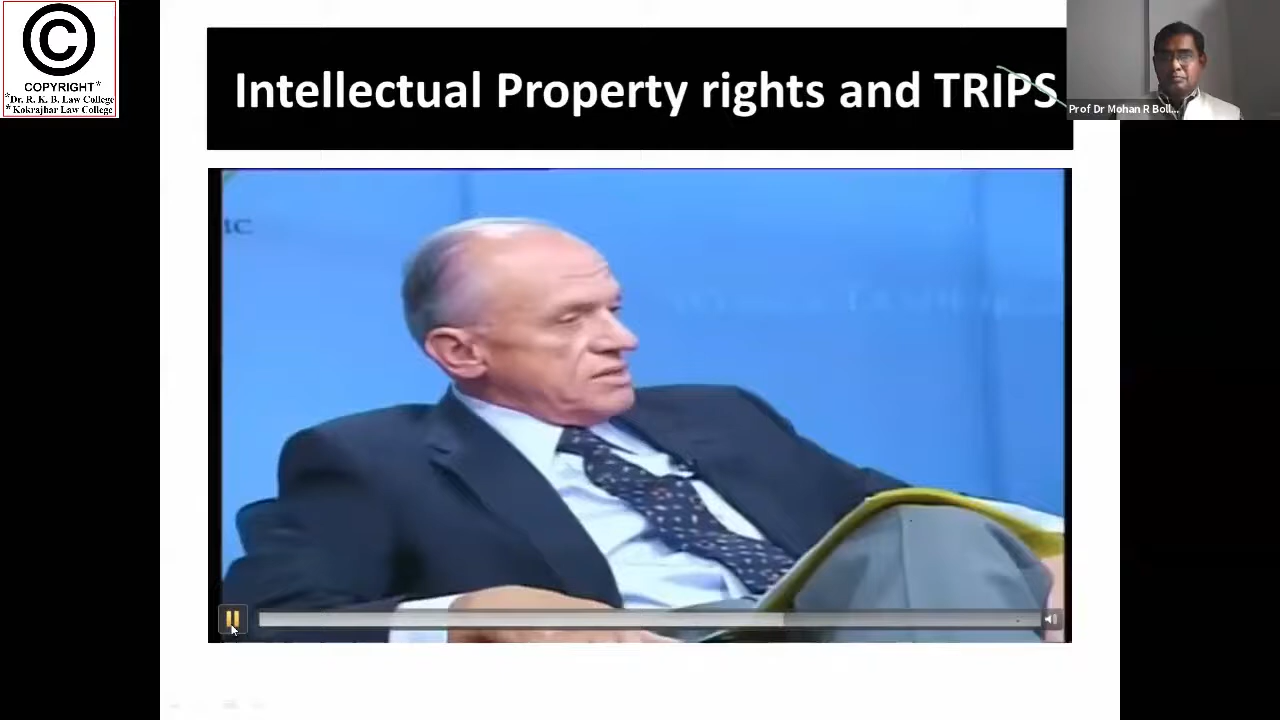 ©
COPYRIGHT*
*Dr. R. K. B. Law College
* Kokrajhar Law College
Intellectual Property rights and TRIPS
Prof Dr Mohan R Boll...